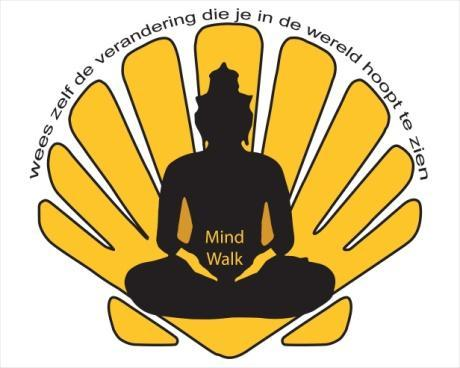 wees zelf de verandering die je in de wereld hoopt te zien
Mind
Walk